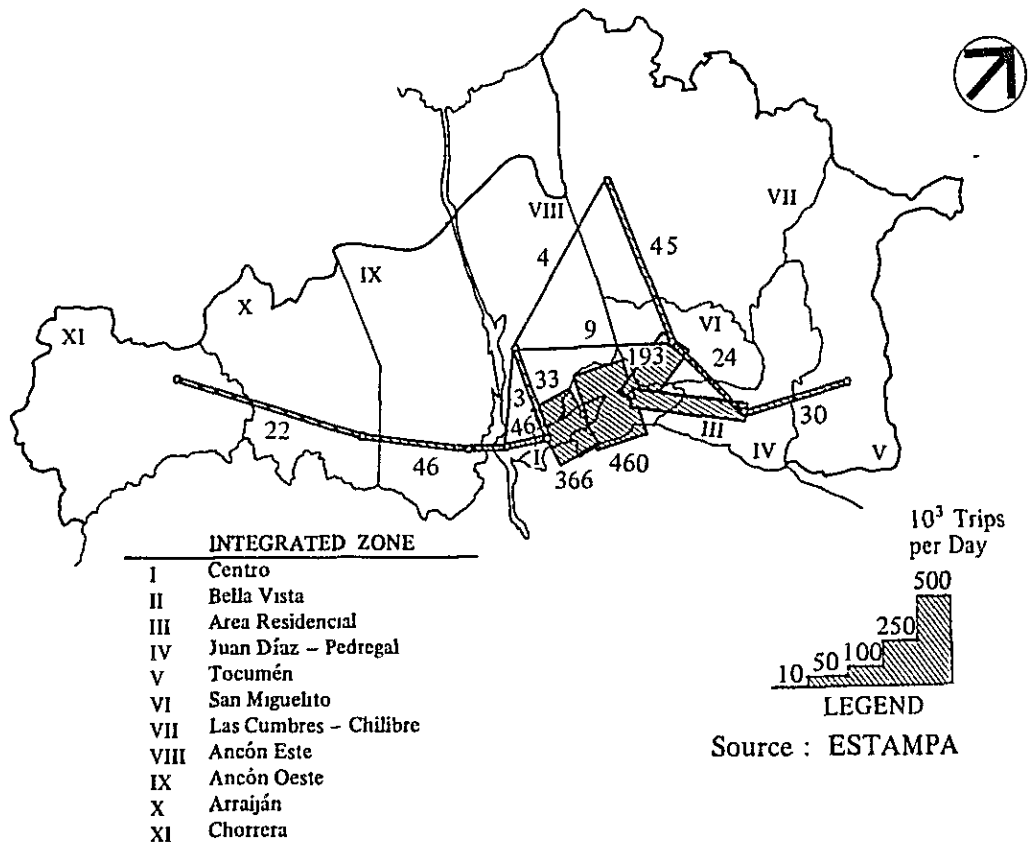 VII
VIII
45
4
IX
X
XI
9
VI
193
24
33
3
46
30
22
46
I
III
366
460
IV
V
10³ Trips
per Day
500
250
100
50
10
LEGEND
Source : ESTAMPA
INTEGRATED ZONE
I Centro
II Bella Vista
III Area Residencial
IV Juan Díaz – Pedregal
V Tocumén
VI San Miguelito
VII Las Cumbres – Chilibre
VIII Ancón Este
IX Ancón Oeste
X Arraiján
XI Chorrera